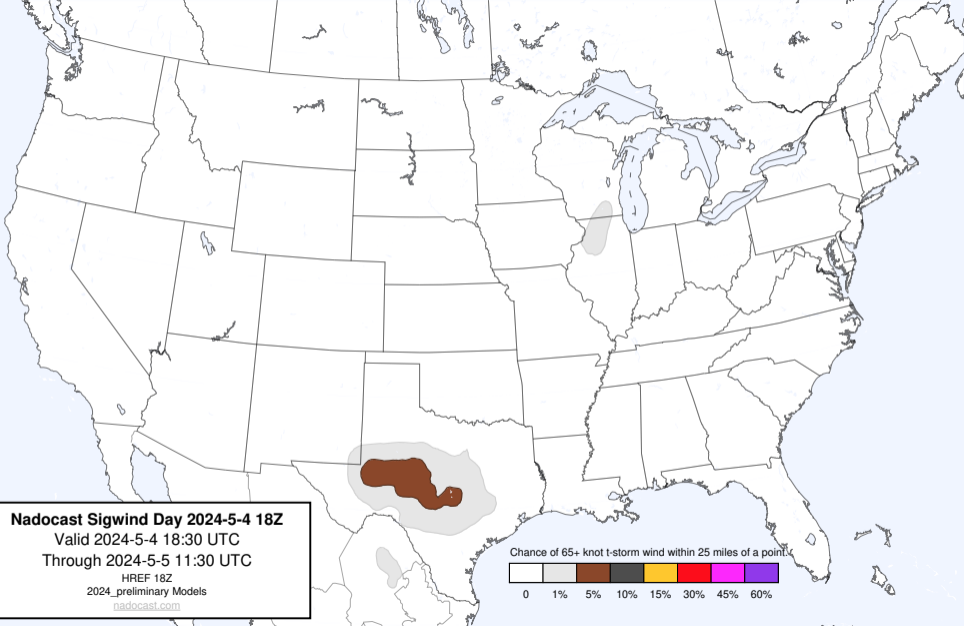 Nadocast Sigwind Day 2024-5-4 18Z
Valid 2024-5-4 18:30 UTC
Through 2024-5-5 11:30 UTC
HREF 18Z
2024_preliminary Models
nadocast.com
Chance of 65+ knot t-storm wind within 25 miles of a point.
0 1% 5% 10% 15% 30% 45% 60%